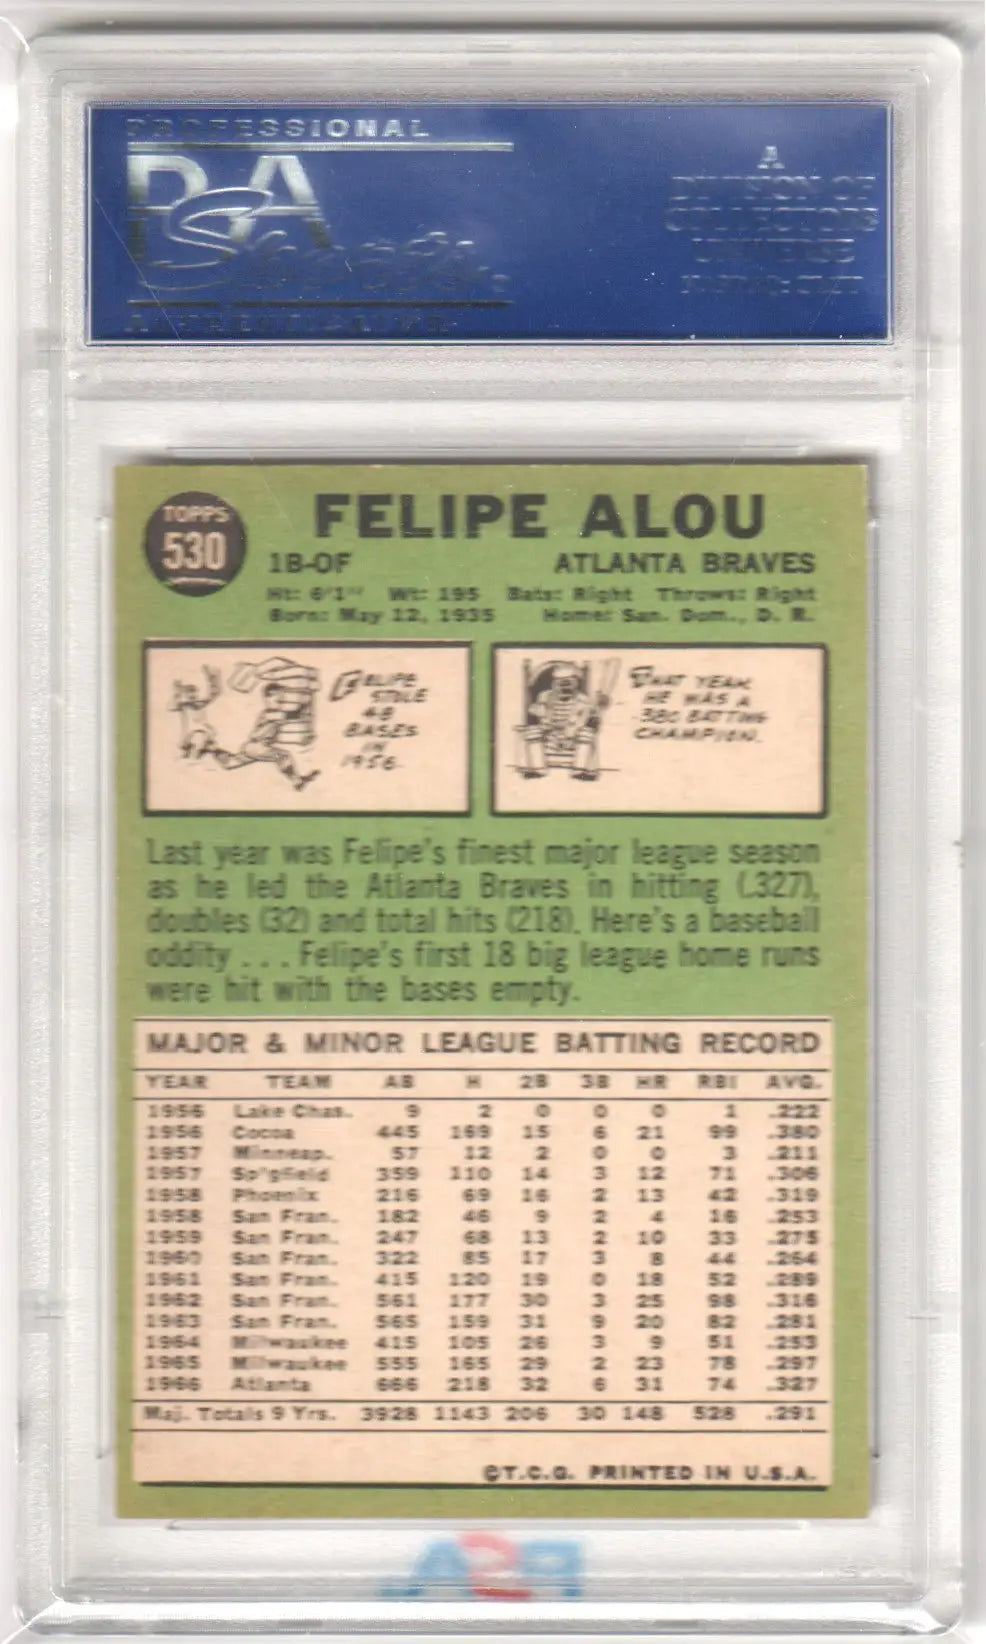 PROFESSIONAL
PSA
Sports
AUTHENTICATOR
A
DIVISION OF
COLLECTORS
UNIVERSE
NASDAQ: CLCT
TOPPS
530
FELIPE ALOU
1B-OF ATLANTA BRAVES
Ht: 6'1" Wt: 195 Bats: Right Throws: Right
Born: May 12, 1935 Home: San. Dom., D. R.
FELIPE
STOLE
48
BASES
IN
1956.
THAT YEAR
HE WAS A
.380 BATTING
CHAMPION.
Last year was Felipe's finest major league season
as he led the Atlanta Braves in hitting (.327),
doubles (32) and total hits (218). Here's a baseball
oddity . . . Felipe's first 18 big league home runs
were hit with the bases empty.
MAJOR & MINOR LEAGUE BATTING RECORD
YEAR TEAM AB H 2B 3B HR RBI AVG.
1956 Lake Chas. 9 2 0 0 0 1 .222
1956 Cocoa 445 169 15 6 21 99 .380
1957 Minneap. 57 12 2 0 0 3 .211
1957 Sp'gfield 359 110 14 3 12 71 .306
1958 Phoenix 216 69 16 2 13 42 .319
1958 San Fran. 182 46 9 2 4 16 .253
1959 San Fran. 247 68 13 2 10 33 .275
1960 San Fran. 322 85 17 3 8 44 .264
1961 San Fran. 415 120 19 0 18 52 .289
1962 San Fran. 561 177 30 3 25 98 .316
1963 San Fran. 565 159 31 9 20 82 .281
1964 Milwaukee 415 105 26 3 9 51 .253
1965 Milwaukee 555 165 29 2 23 78 .297
1966 Atlanta 666 218 32 6 31 74 .327
Maj. Totals 9 Yrs. 3928 1143 206 30 148 528 .291
©T.C.G. PRINTED IN U.S.A.
PSA